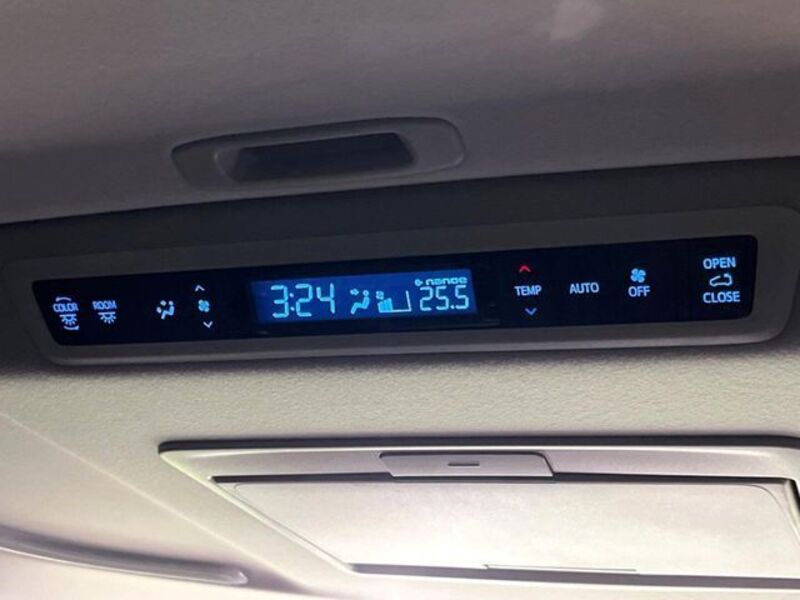 COLOR
ROOM
3:24
nanoe
25.5
TEMP
AUTO
OFF
OPEN
CLOSE